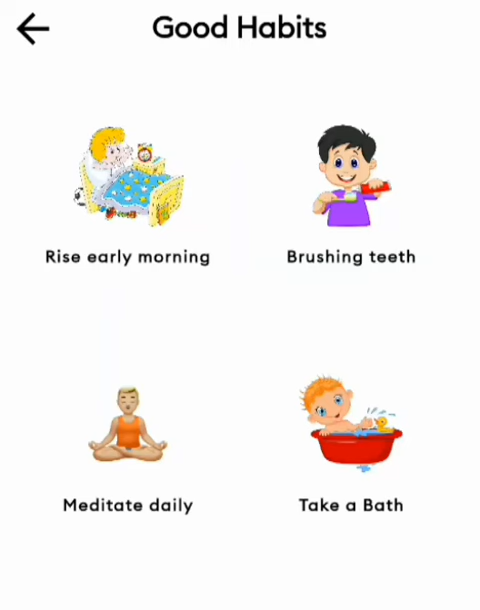 Good Habits
Rise early morning
Brushing teeth
Meditate daily
Take a Bath